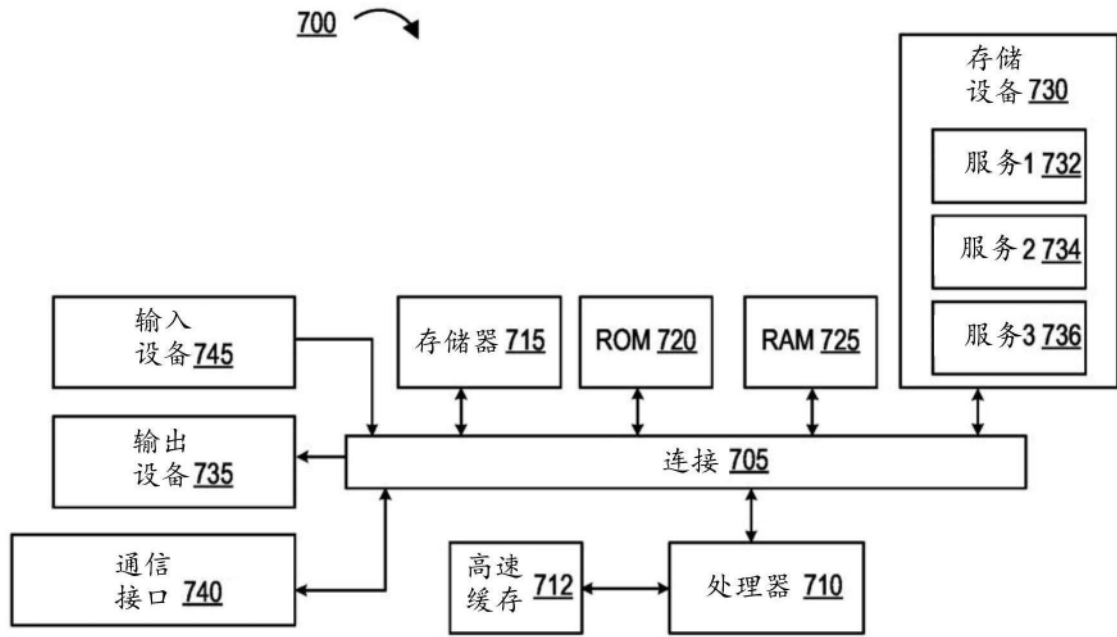 700
存储
设备 730
服务1 732
服务2 734
服务3 736
输入
设备 745
存储器 715
ROM 720
RAM 725
输出
设备 735
连接 705
通信
接口 740
高速
缓存 712
处理器 710